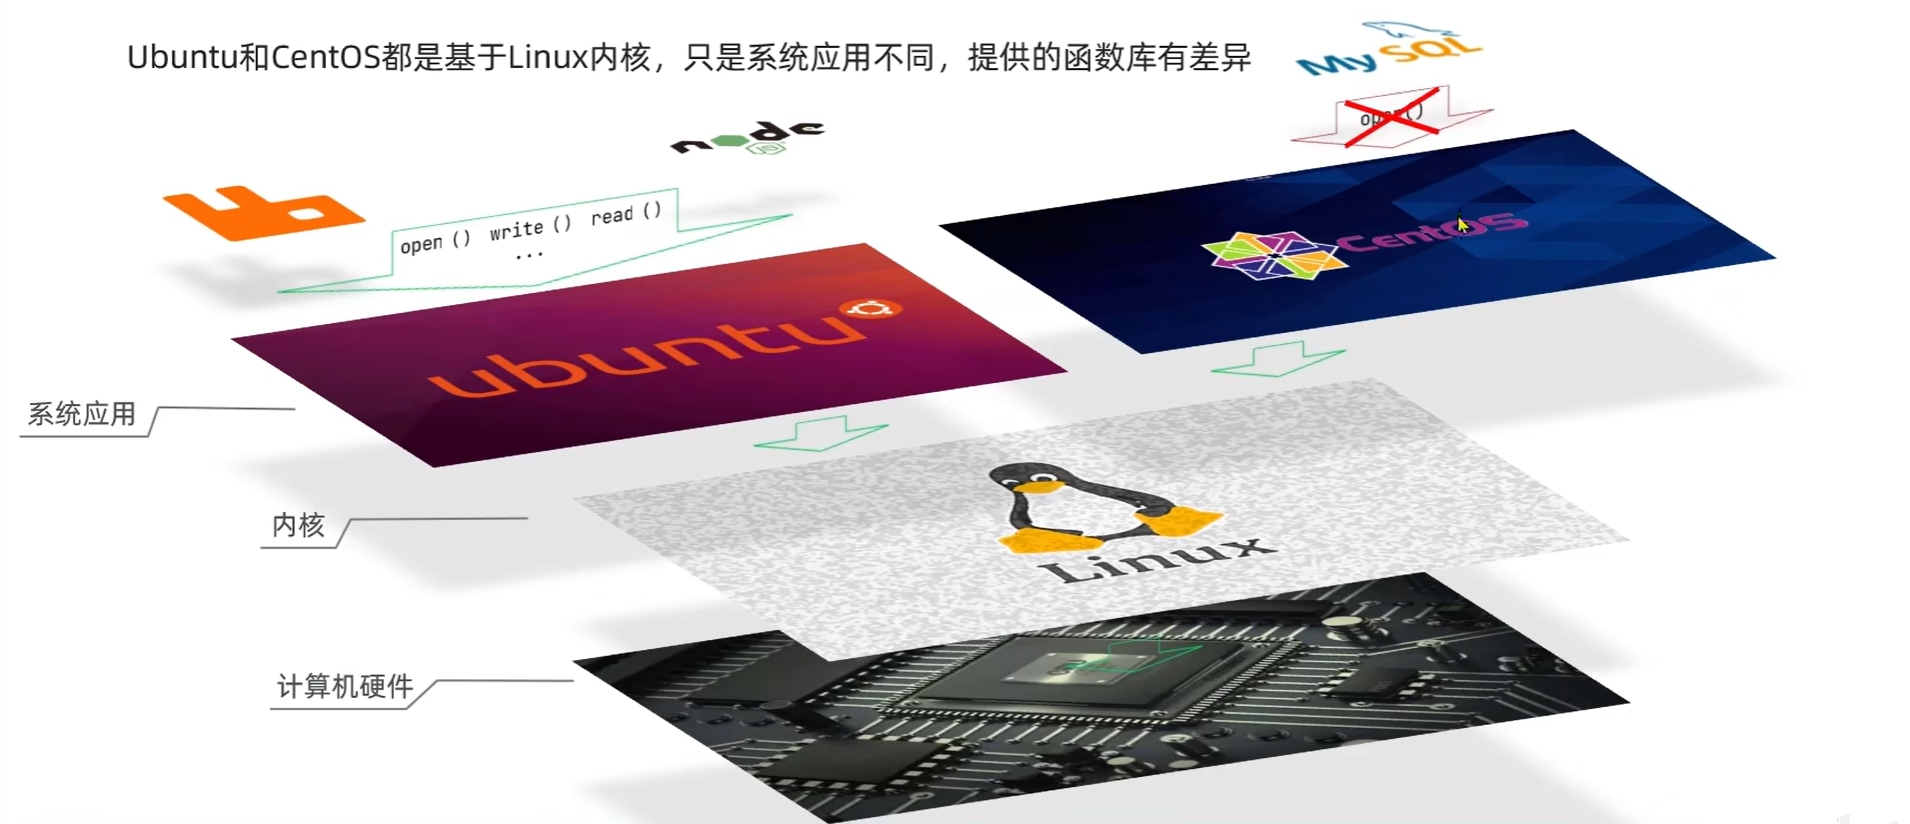 Ubuntu和CentOS都是基于Linux内核，只是系统应用不同，提供的函数库有差异
MySQL
open()
node
JS
open () write () read ()
...
CentOS
ubuntu
系统应用
内核
Linux
计算机硬件